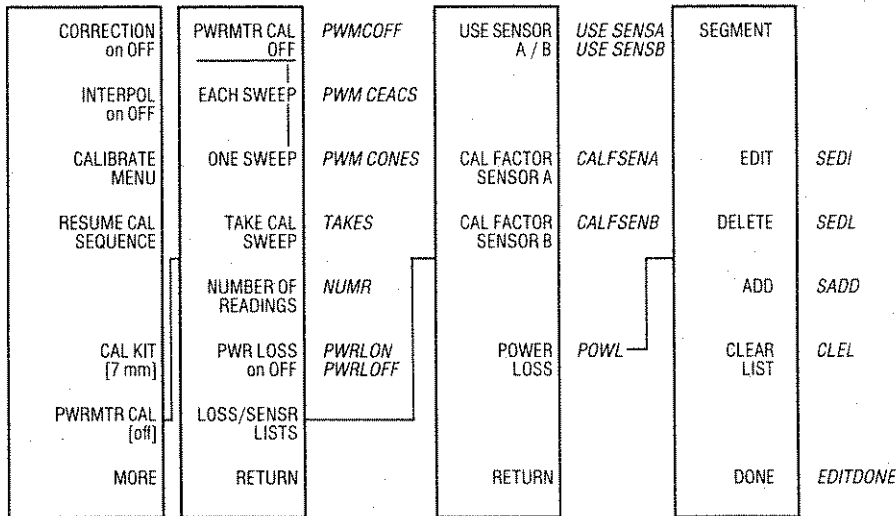 CORRECTION
on OFF
INTERPOL
on OFF
CALIBRATE
MENU
RESUME CAL
SEQUENCE
CAL KIT
[7 mm]
PWRMTR CAL
[off]
MORE
PWRMTR CAL
OFF
PWMCOFF
EACH SWEEP
PWM CEACS
ONE SWEEP
PWM CONES
TAKE CAL
SWEEP
TAKES
NUMBER OF
READINGS
NUMR
PWR LOSS
on OFF
PWRLON
PWRLOFF
LOSS/SENSR
LISTS
RETURN
USE SENSOR
A / B
USE SENSA
USE SENSB
CAL FACTOR
SENSOR A
CALFSENA
CAL FACTOR
SENSOR B
CALFSENB
POWER
LOSS
POWL
RETURN
SEGMENT
EDIT
SEDI
DELETE
SEDL
ADD
SADD
CLEAR
LIST
CLEL
DONE
EDITDONE